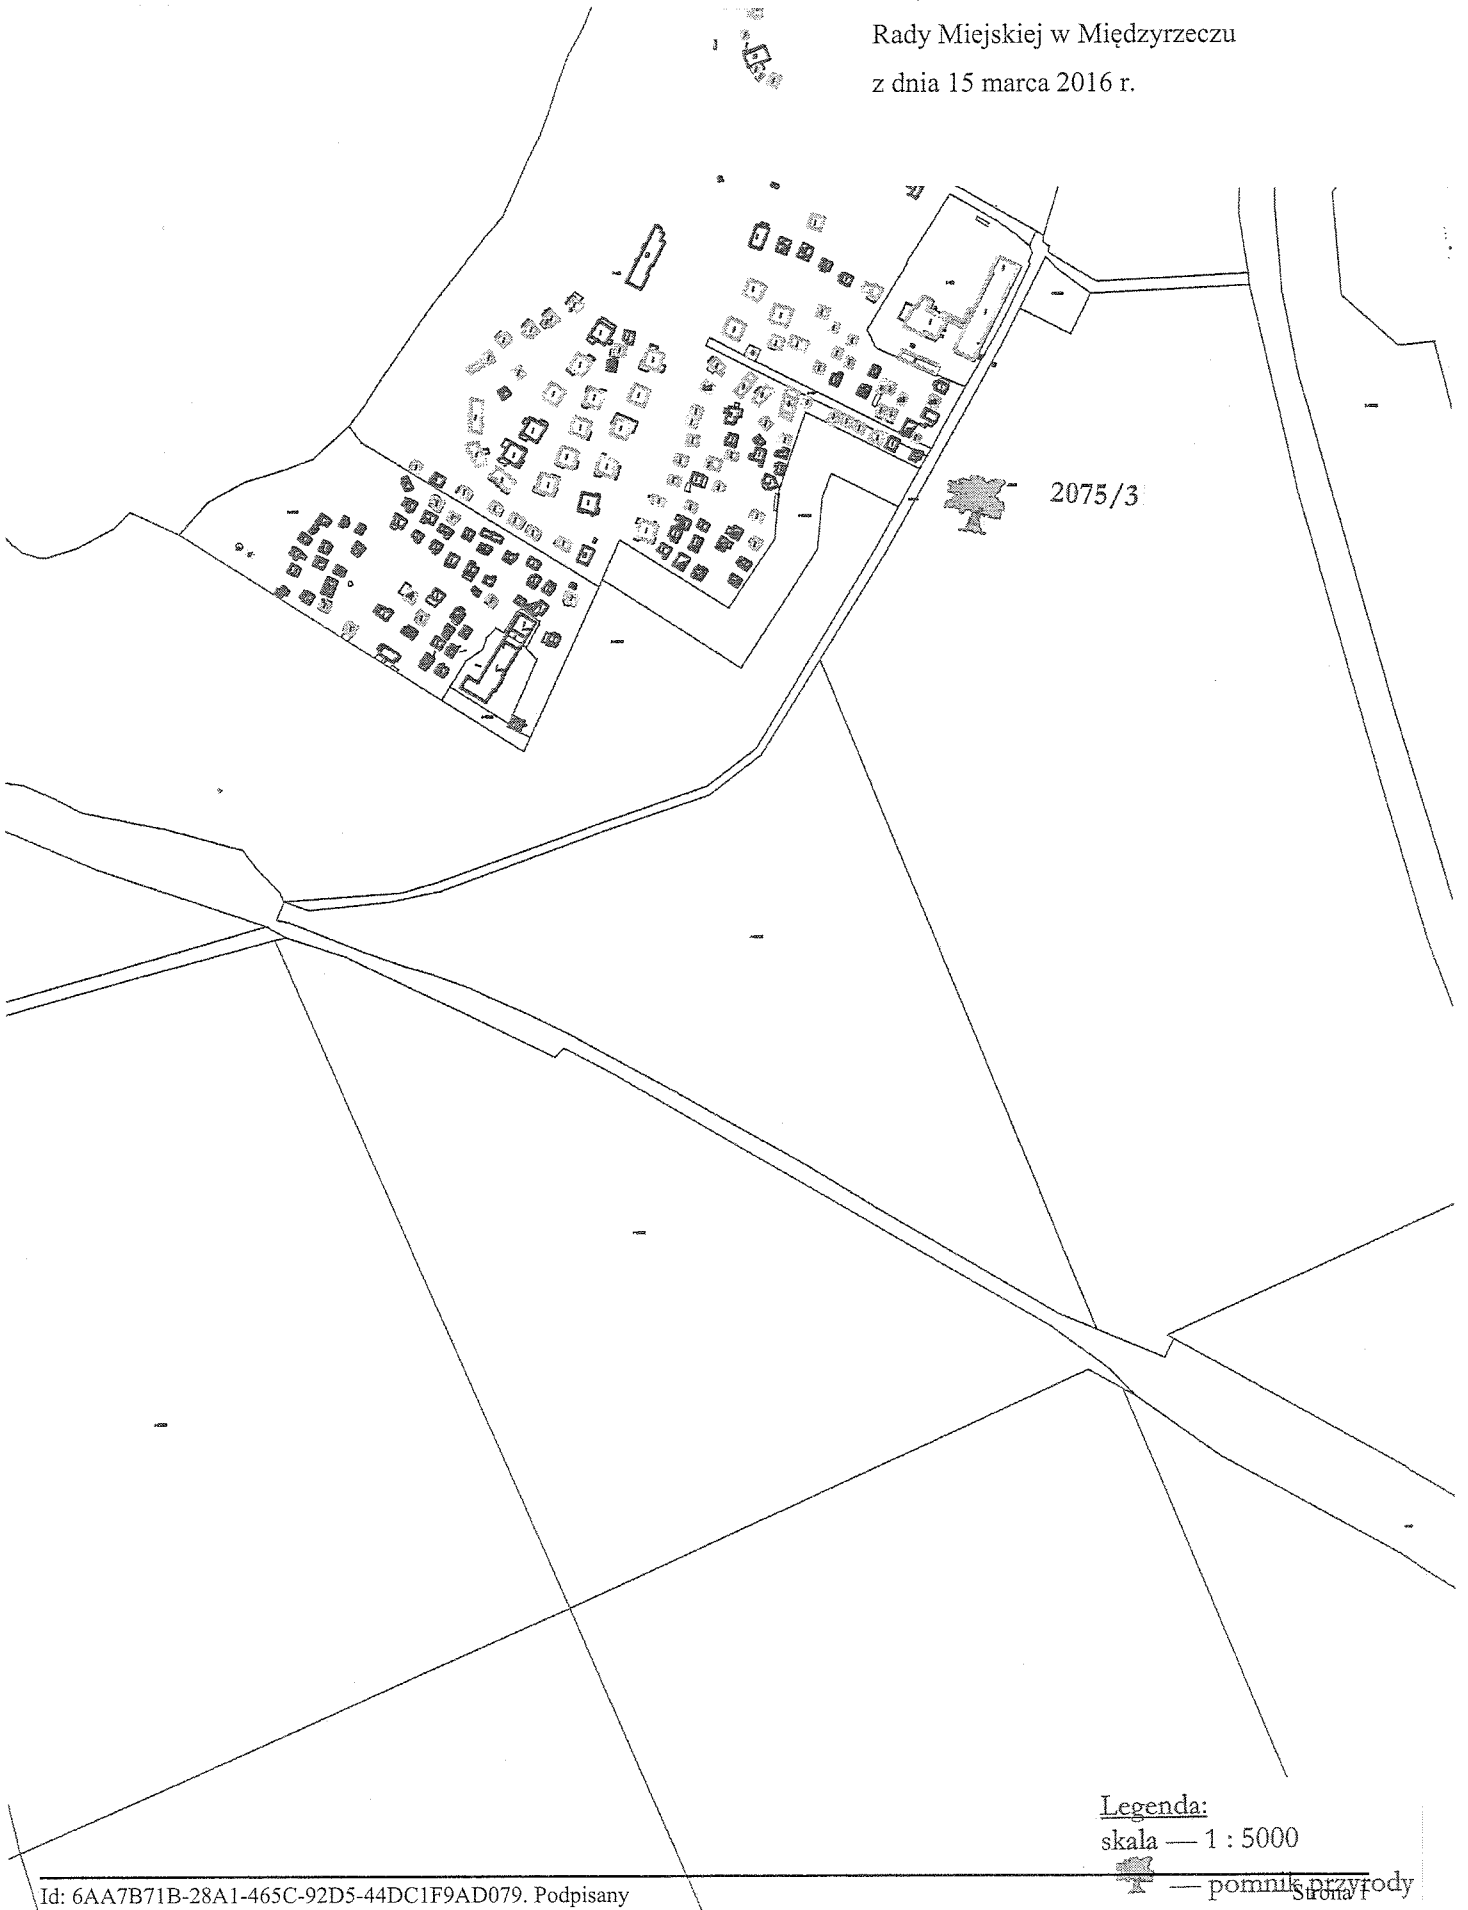 Rady Miejskiej w Międzyrzeczu
z dnia 15 marca 2016 r.
2075/3
Legenda:
skala — 1 : 5000
— pomnik przyrody
Id: 6AA7B71B-28A1-465C-92D5-44DC1F9AD079. Podpisany
Strona 1